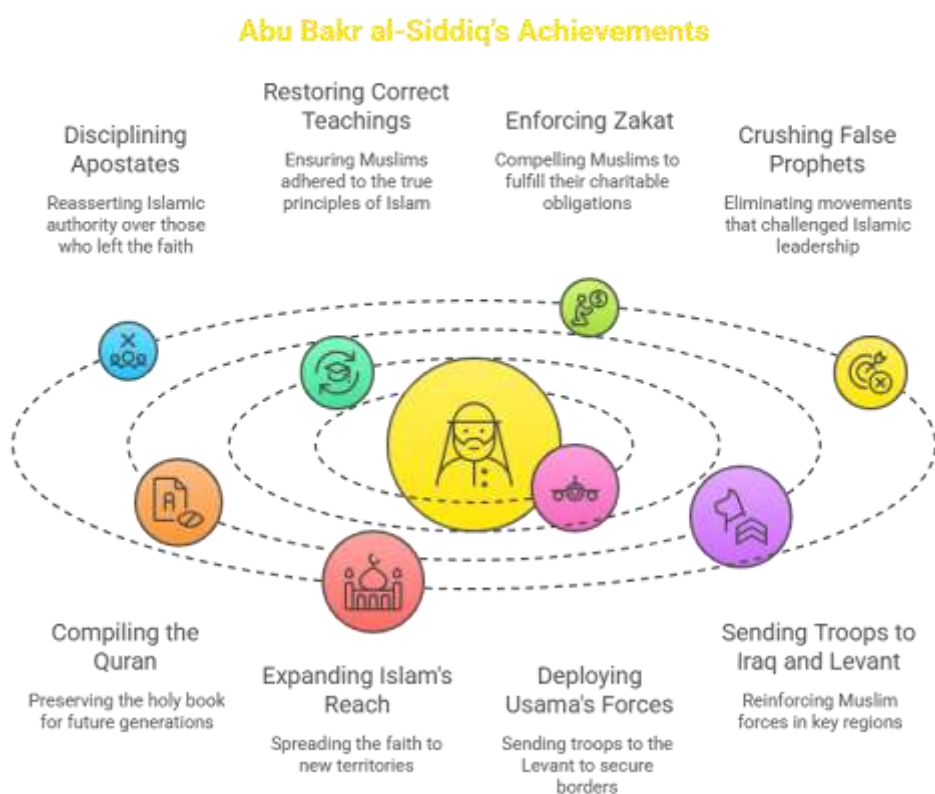 Abu Bakr al-Siddiq's Achievements
Disciplining
Apostates
Reasserting Islamic
authority over those
who left the faith
Restoring Correct
Teachings
Ensuring Muslims
adhered to the true
principles of Islam
Enforcing Zakat
Compelling Muslims to
fulfill their charitable
obligations
Crushing False
Prophets
Eliminating movements
that challenged Islamic
leadership
Compiling the
Quran
Preserving the holy book
for future generations
Expanding Islam's
Reach
Spreading the faith to
new territories
Deploying
Usama's Forces
Sending troops to the
Levant to secure
borders
Sending Troops to
Iraq and Levant
Reinforcing Muslim
forces in key regions